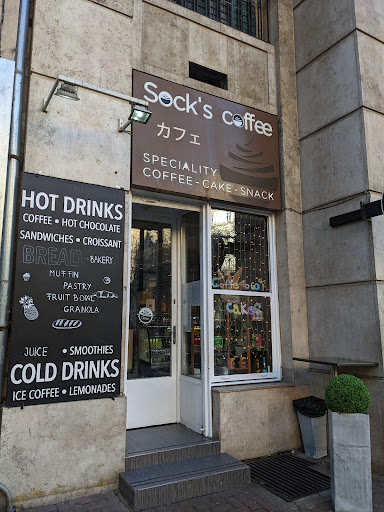 Sock's coffee
カフェ
SPECIALITY
COFFEE - CAKE - SNACK
HOT DRINKS
COFFEE • HOT CHOCOLATE
SANDWICHES • CROISSANT
BREAD - BAKERY
MUFFIN
PASTRY
FRUIT BOWL
GRANOLA
JUICE • SMOOTHIES
COLD DRINKS
ICE COFFEE • LEMONADES